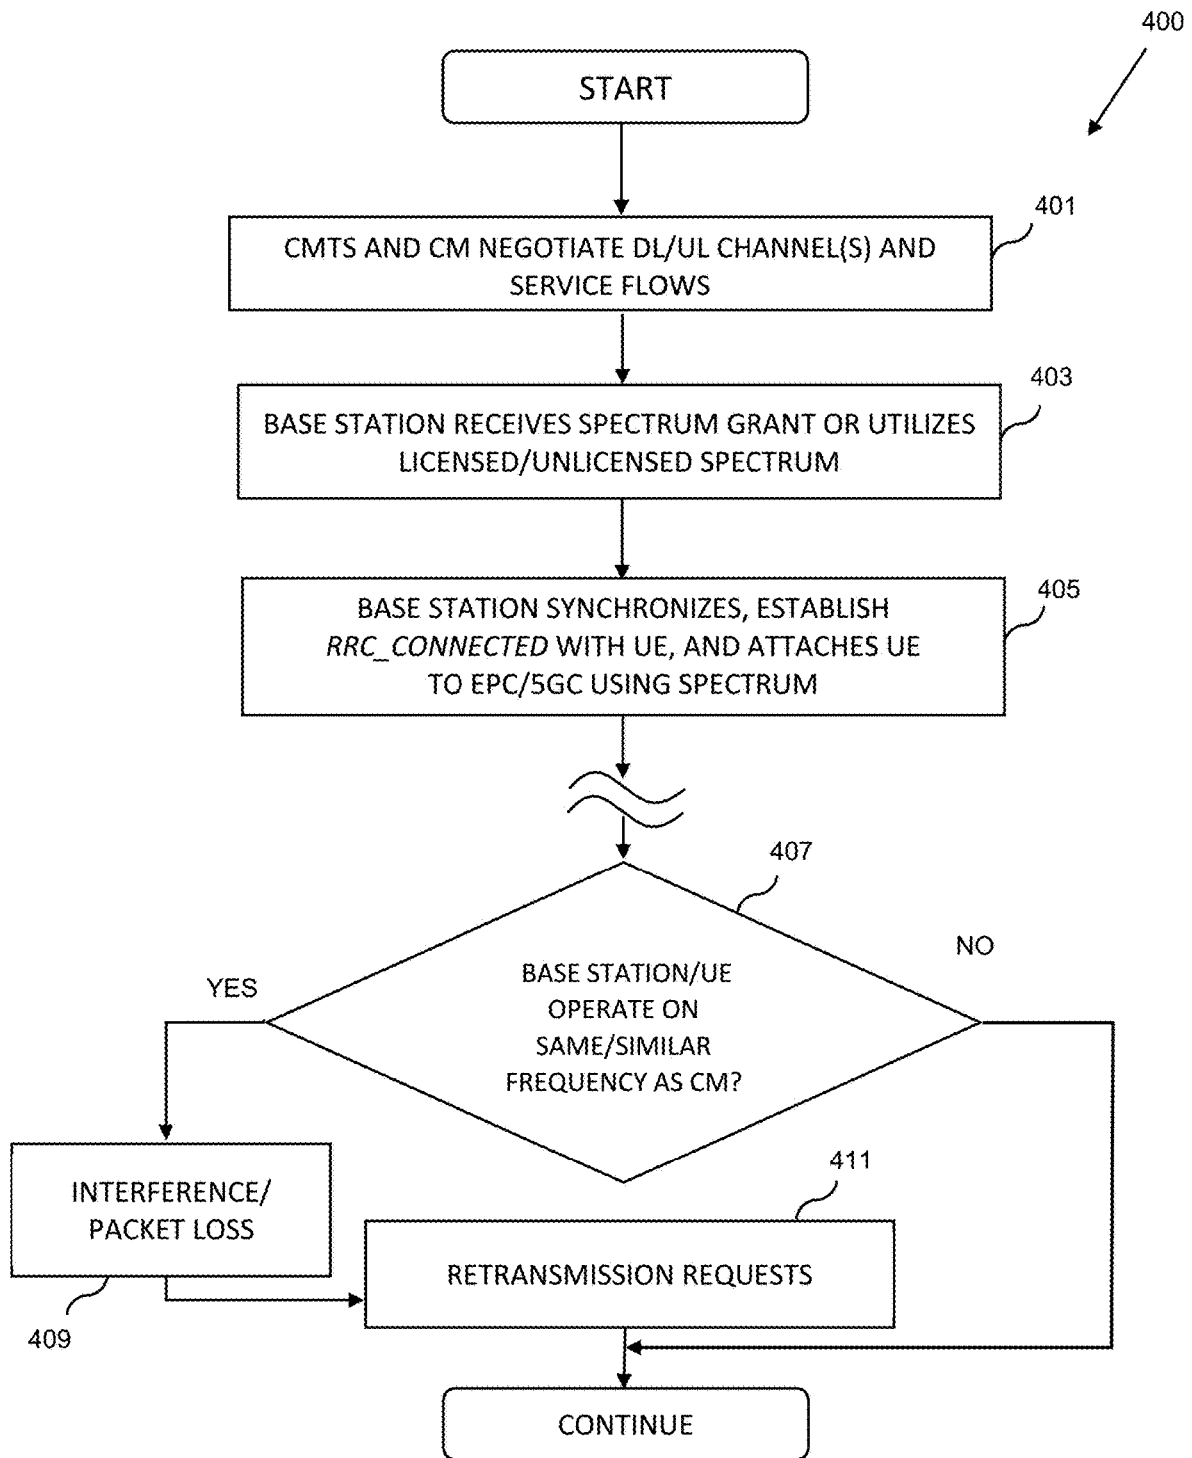 400
START
401
CMTS AND CM NEGOTIATE DL/UL CHANNEL(S) AND
SERVICE FLOWS
403
BASE STATION RECEIVES SPECTRUM GRANT OR UTILIZES
LICENSED/UNLICENSED SPECTRUM
405
BASE STATION SYNCHRONIZES, ESTABLISH
RRC_CONNECTED WITH UE, AND ATTACHES UE
TO EPC/5GC USING SPECTRUM
407
NO
YES
BASE STATION/UE
OPERATE ON
SAME/SIMILAR
FREQUENCY AS CM?
INTERFERENCE/
PACKET LOSS
409
411
RETRANSMISSION REQUESTS
CONTINUE